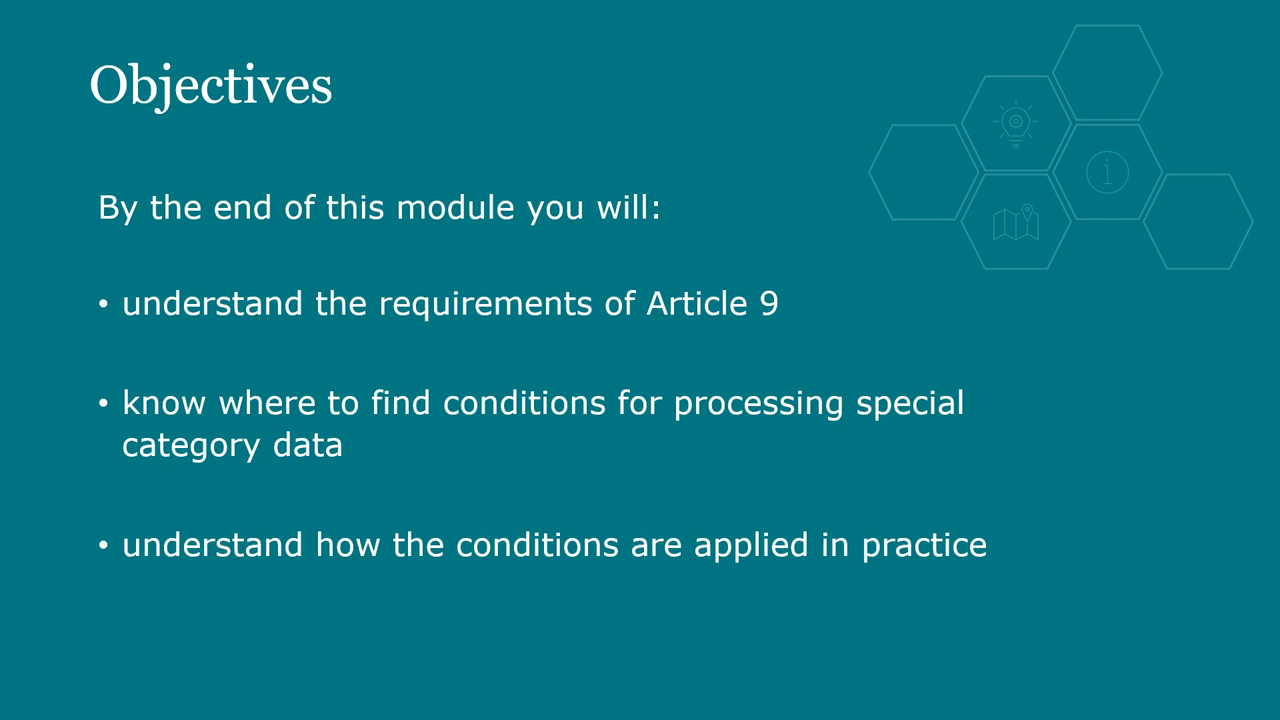 Objectives
By the end of this module you will:
• understand the requirements of Article 9
• know where to find conditions for processing special
category data
• understand how the conditions are applied in practice